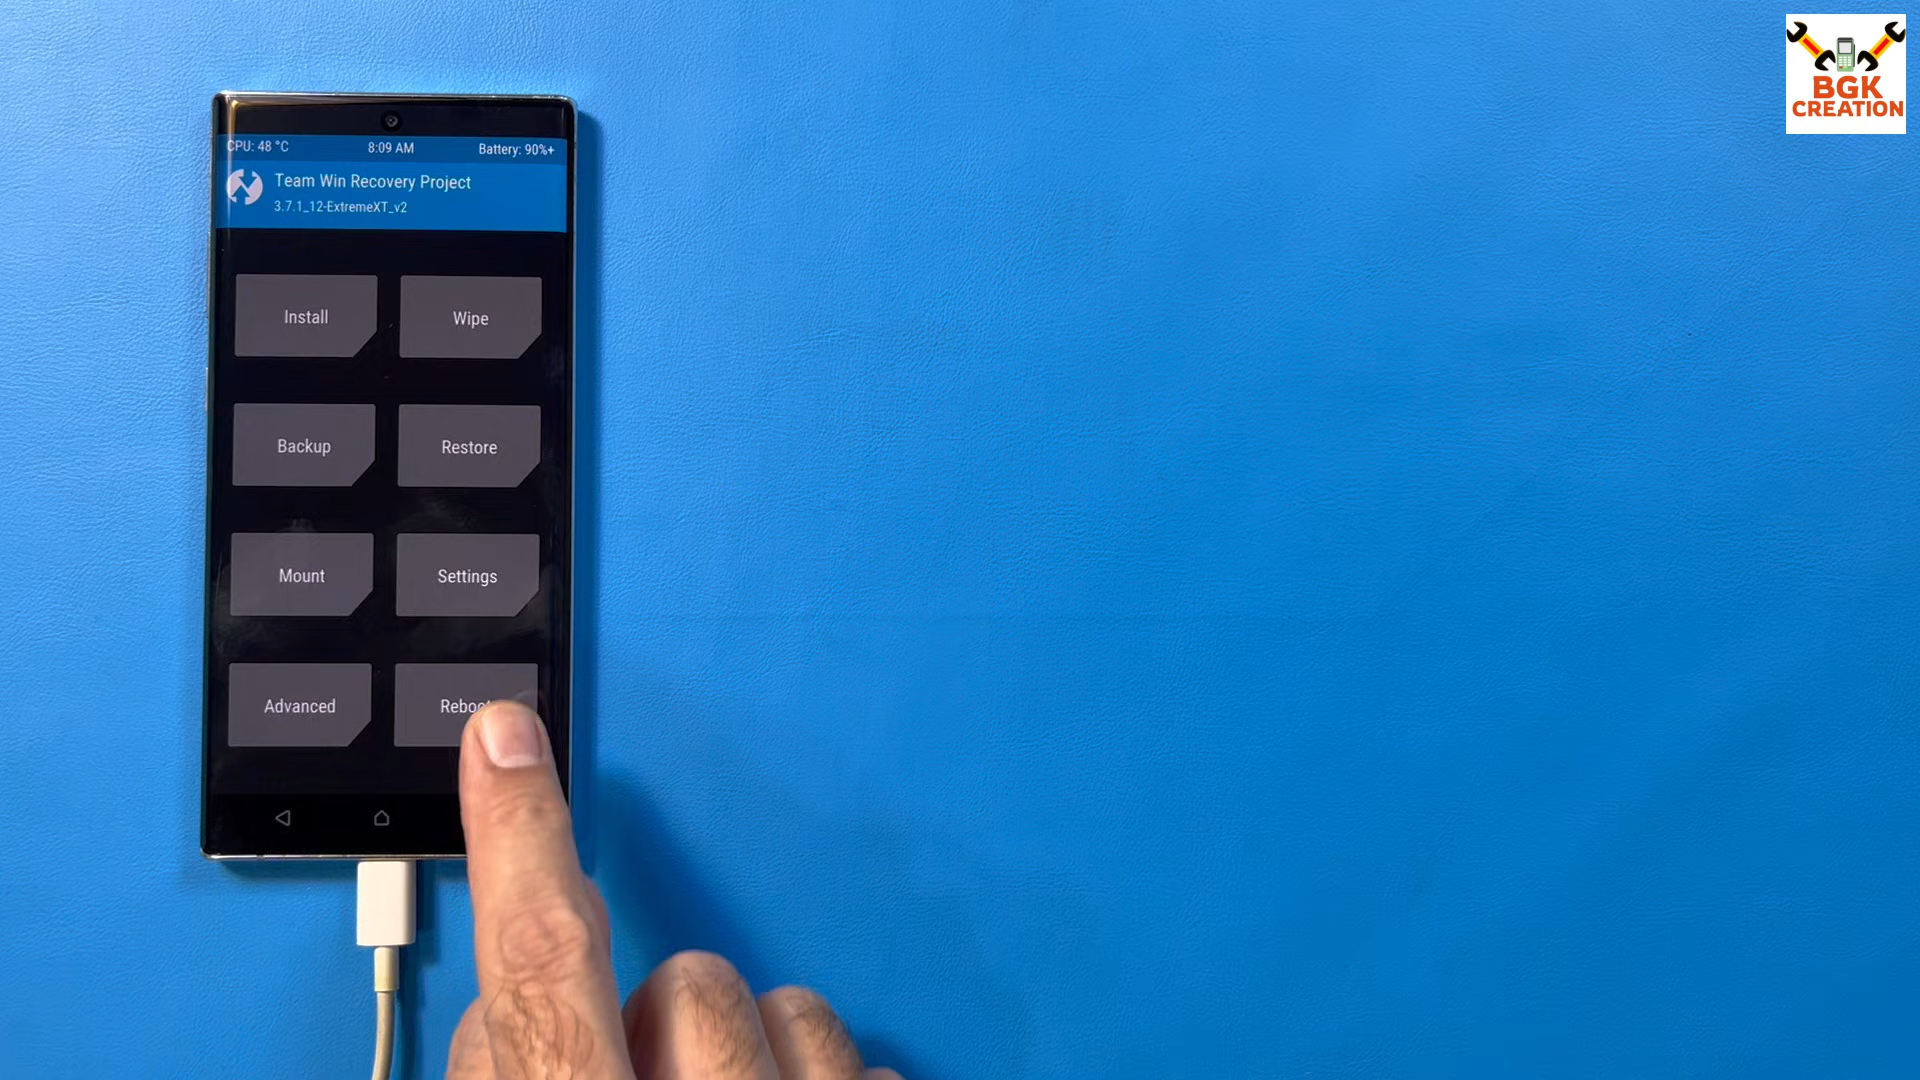 CPU: 48 °C 8:09 AM Battery: 90%+
Team Win Recovery Project
3.7.1_12-ExtremeXT_v2
Install Wipe
Backup Restore
Mount Settings
Advanced Reboot
BGK
CREATION